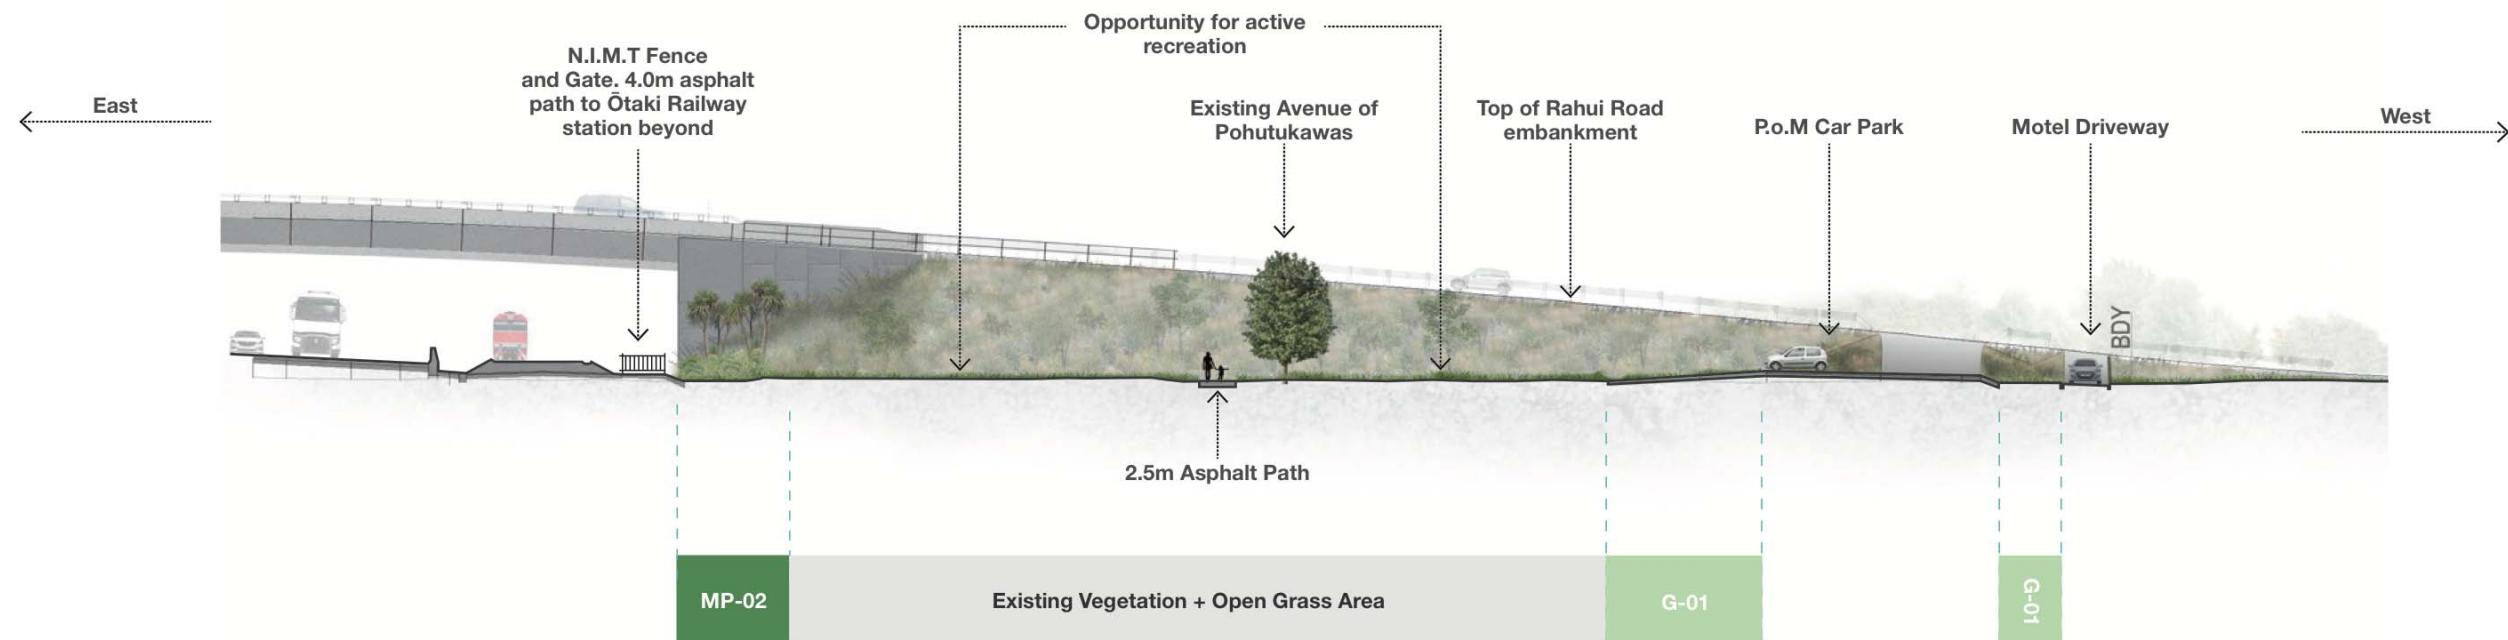 East
N.I.M.T Fence
and Gate. 4.0m asphalt
path to Ōtaki Railway
station beyond
Opportunity for active
recreation
Existing Avenue of
Pohutukawas
Top of Rahui Road
embankment
P.o.M Car Park
Motel Driveway
West
BDY
2.5m Asphalt Path
MP-02
Existing Vegetation + Open Grass Area
G-01
G-01